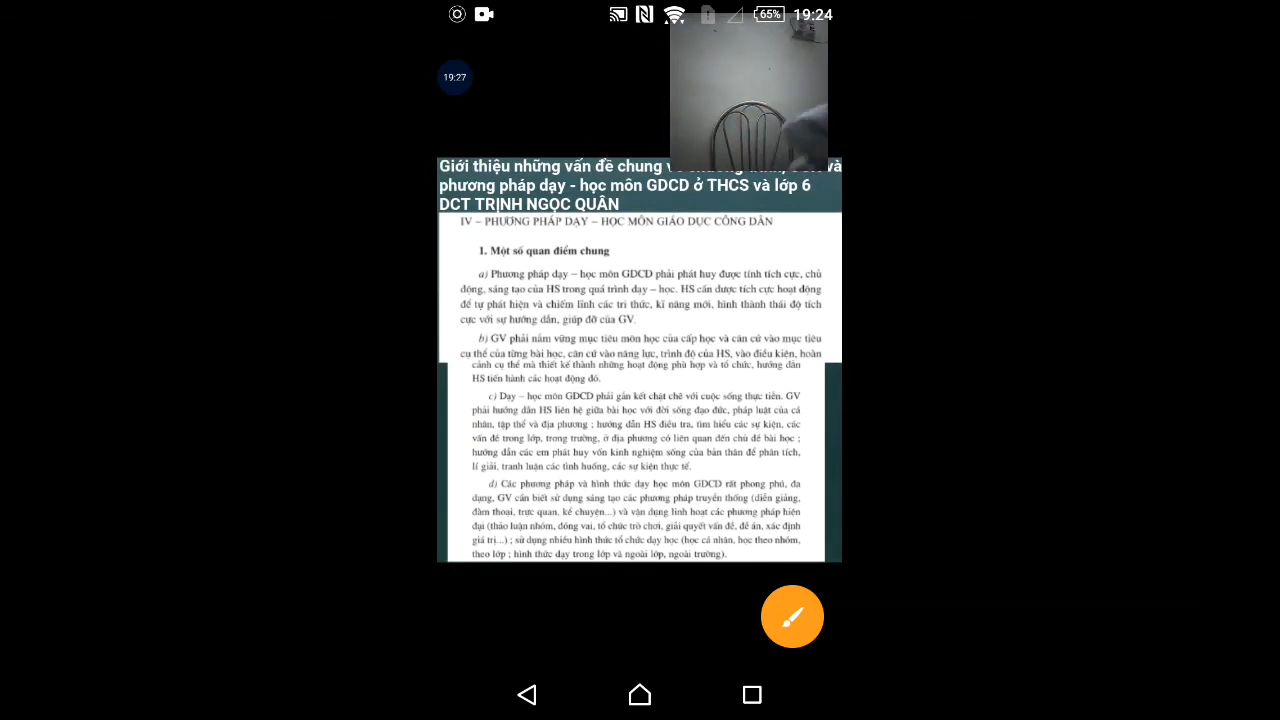 65%
19:24
19:27
Giới thiệu những vấn đề chung và
phương pháp dạy - học môn GDCD ở THCS và lớp 6
DCT TRỊNH NGỌC QUÂN
IV – PHƯƠNG PHÁP DẠY – HỌC MÔN GIÁO DỤC CÔNG DÂN
1. Một số quan điểm chung
a) Phương pháp dạy – học môn GDCD phải phát huy được tính tích cực, chủ
động, sáng tạo của HS trong quá trình dạy – học. HS cần được tích cực hoạt động
để tự phát hiện và chiếm lĩnh các tri thức, kĩ năng mới, hình thành thái độ tích
cực với sự hướng dẫn, giúp đỡ của GV.
b) GV phải nắm vững mục tiêu môn học của cấp học và căn cứ vào mục tiêu
cụ thể của từng bài học, căn cứ vào năng lực, trình độ của HS, vào điều kiện, hoàn
cảnh cụ thể mà thiết kế thành những hoạt động phù hợp và tổ chức, hướng dẫn
HS tiến hành các hoạt động đó.
c) Dạy – học môn GDCD phải gắn kết chặt chẽ với cuộc sống thực tiễn. GV
phải hướng dẫn HS liên hệ giữa bài học với đời sống đạo đức, pháp luật của cá
nhân, tập thể và địa phương ; hướng dẫn HS điều tra, tìm hiểu các sự kiện, các
vấn đề trong lớp, trong trường, ở địa phương có liên quan đến chủ đề bài học ;
hướng dẫn các em phát huy vốn kinh nghiệm sống của bản thân để phân tích,
lí giải, tranh luận các tình huống, các sự kiện thực tế.
d) Các phương pháp và hình thức dạy học môn GDCD rất phong phú, đa
dạng, GV cần biết sử dụng sáng tạo các phương pháp truyền thống (diễn giảng,
đàm thoại, trực quan, kể chuyện...) và vận dụng linh hoạt các phương pháp hiện
đại (thảo luận nhóm, đóng vai, tổ chức trò chơi, giải quyết vấn đề, đề án, xác định
giá trị...) ; sử dụng nhiều hình thức tổ chức dạy học (học cá nhân, học theo nhóm,
theo lớp ; hình thức dạy trong lớp và ngoài lớp, ngoài trường).